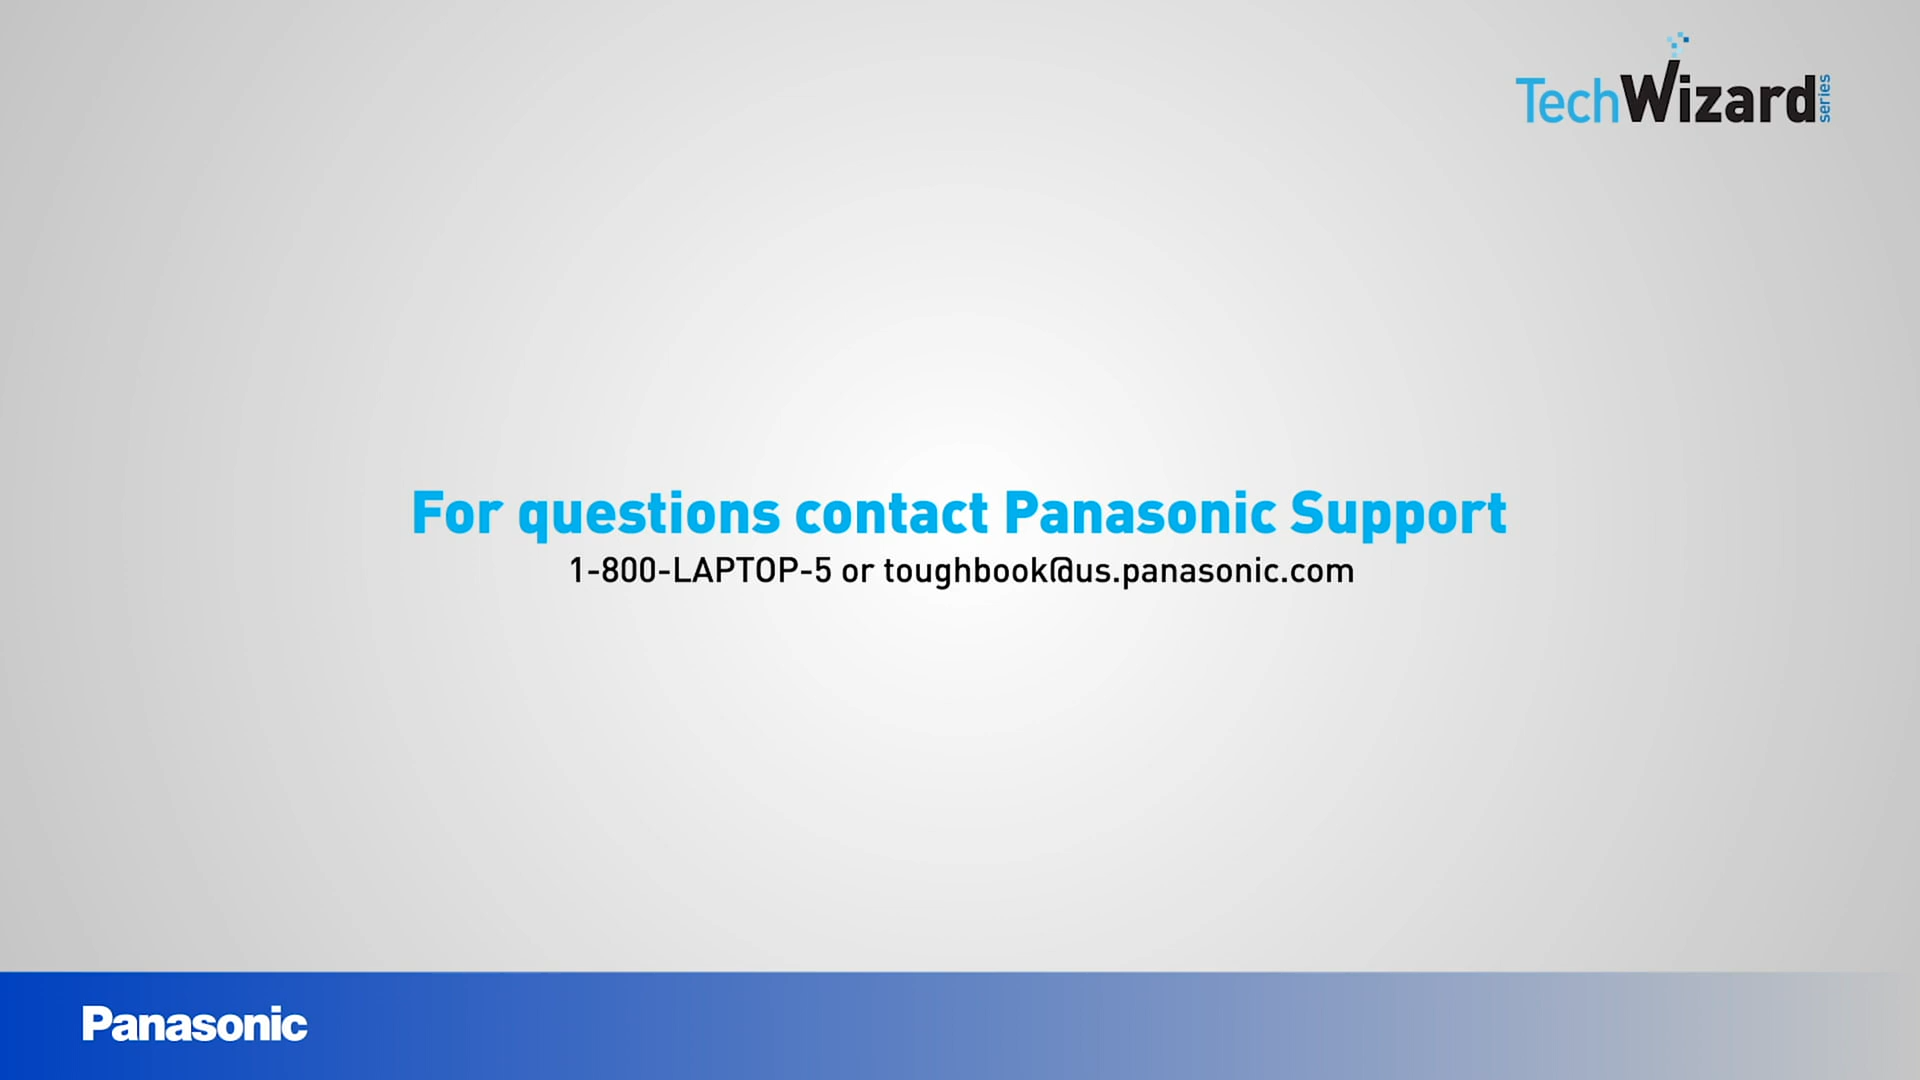 TechWizard series
For questions contact Panasonic Support
1-800-LAPTOP-5 or toughbook@us.panasonic.com
Panasonic